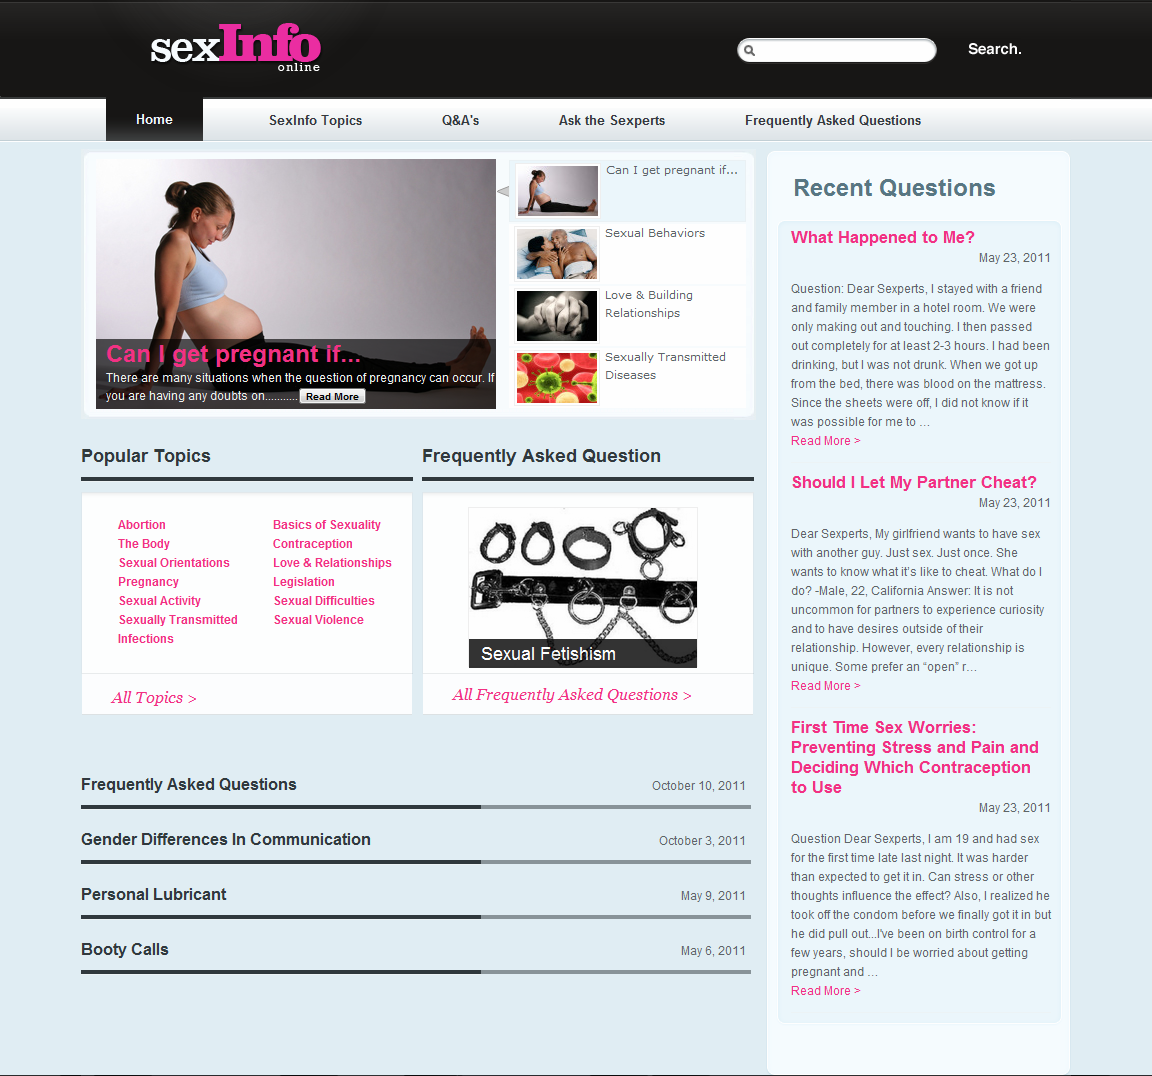 sexInfo
online
Search.
Home
SexInfo Topics
Q&A's
Ask the Sexperts
Frequently Asked Questions
Can I get pregnant if...
There are many situations when the question of pregnancy can occur. If
you are having any doubts on........... Read More
Can I get pregnant if...
Sexual Behaviors
Love & Building
Relationships
Sexually Transmitted
Diseases
Popular Topics
Abortion
The Body
Sexual Orientations
Pregnancy
Sexual Activity
Sexually Transmitted
Infections
Basics of Sexuality
Contraception
Love & Relationships
Legislation
Sexual Difficulties
Sexual Violence
All Topics >
Frequently Asked Question
Sexual Fetishism
All Frequently Asked Questions >
Frequently Asked Questions
October 10, 2011
Gender Differences In Communication
October 3, 2011
Personal Lubricant
May 9, 2011
Booty Calls
May 6, 2011
Recent Questions
What Happened to Me?
May 23, 2011
Question: Dear Sexperts, I stayed with a friend
and family member in a hotel room. We were
only making out and touching. I then passed
out completely for at least 2-3 hours. I had been
drinking, but I was not drunk. When we got up
from the bed, there was blood on the mattress.
Since the sheets were off, I did not know if it
was possible for me to …
Read More >
Should I Let My Partner Cheat?
May 23, 2011
Dear Sexperts, My girlfriend wants to have sex
with another guy. Just sex. Just once. She
wants to know what it's like to cheat. What do I
do? -Male, 22, California Answer: It is not
uncommon for partners to experience curiosity
and to have desires outside of their
relationship. However, every relationship is
unique. Some prefer an “open” r…
Read More >
First Time Sex Worries:
Preventing Stress and Pain and
Deciding Which Contraception
to Use
May 23, 2011
Question Dear Sexperts, I am 19 and had sex
for the first time late last night. It was harder
than expected to get it in. Can stress or other
thoughts influence the effect? Also, I realized he
took off the condom before we finally got it in but
he did pull out...I've been on birth control for a
few years, should I be worried about getting
pregnant and …
Read More >